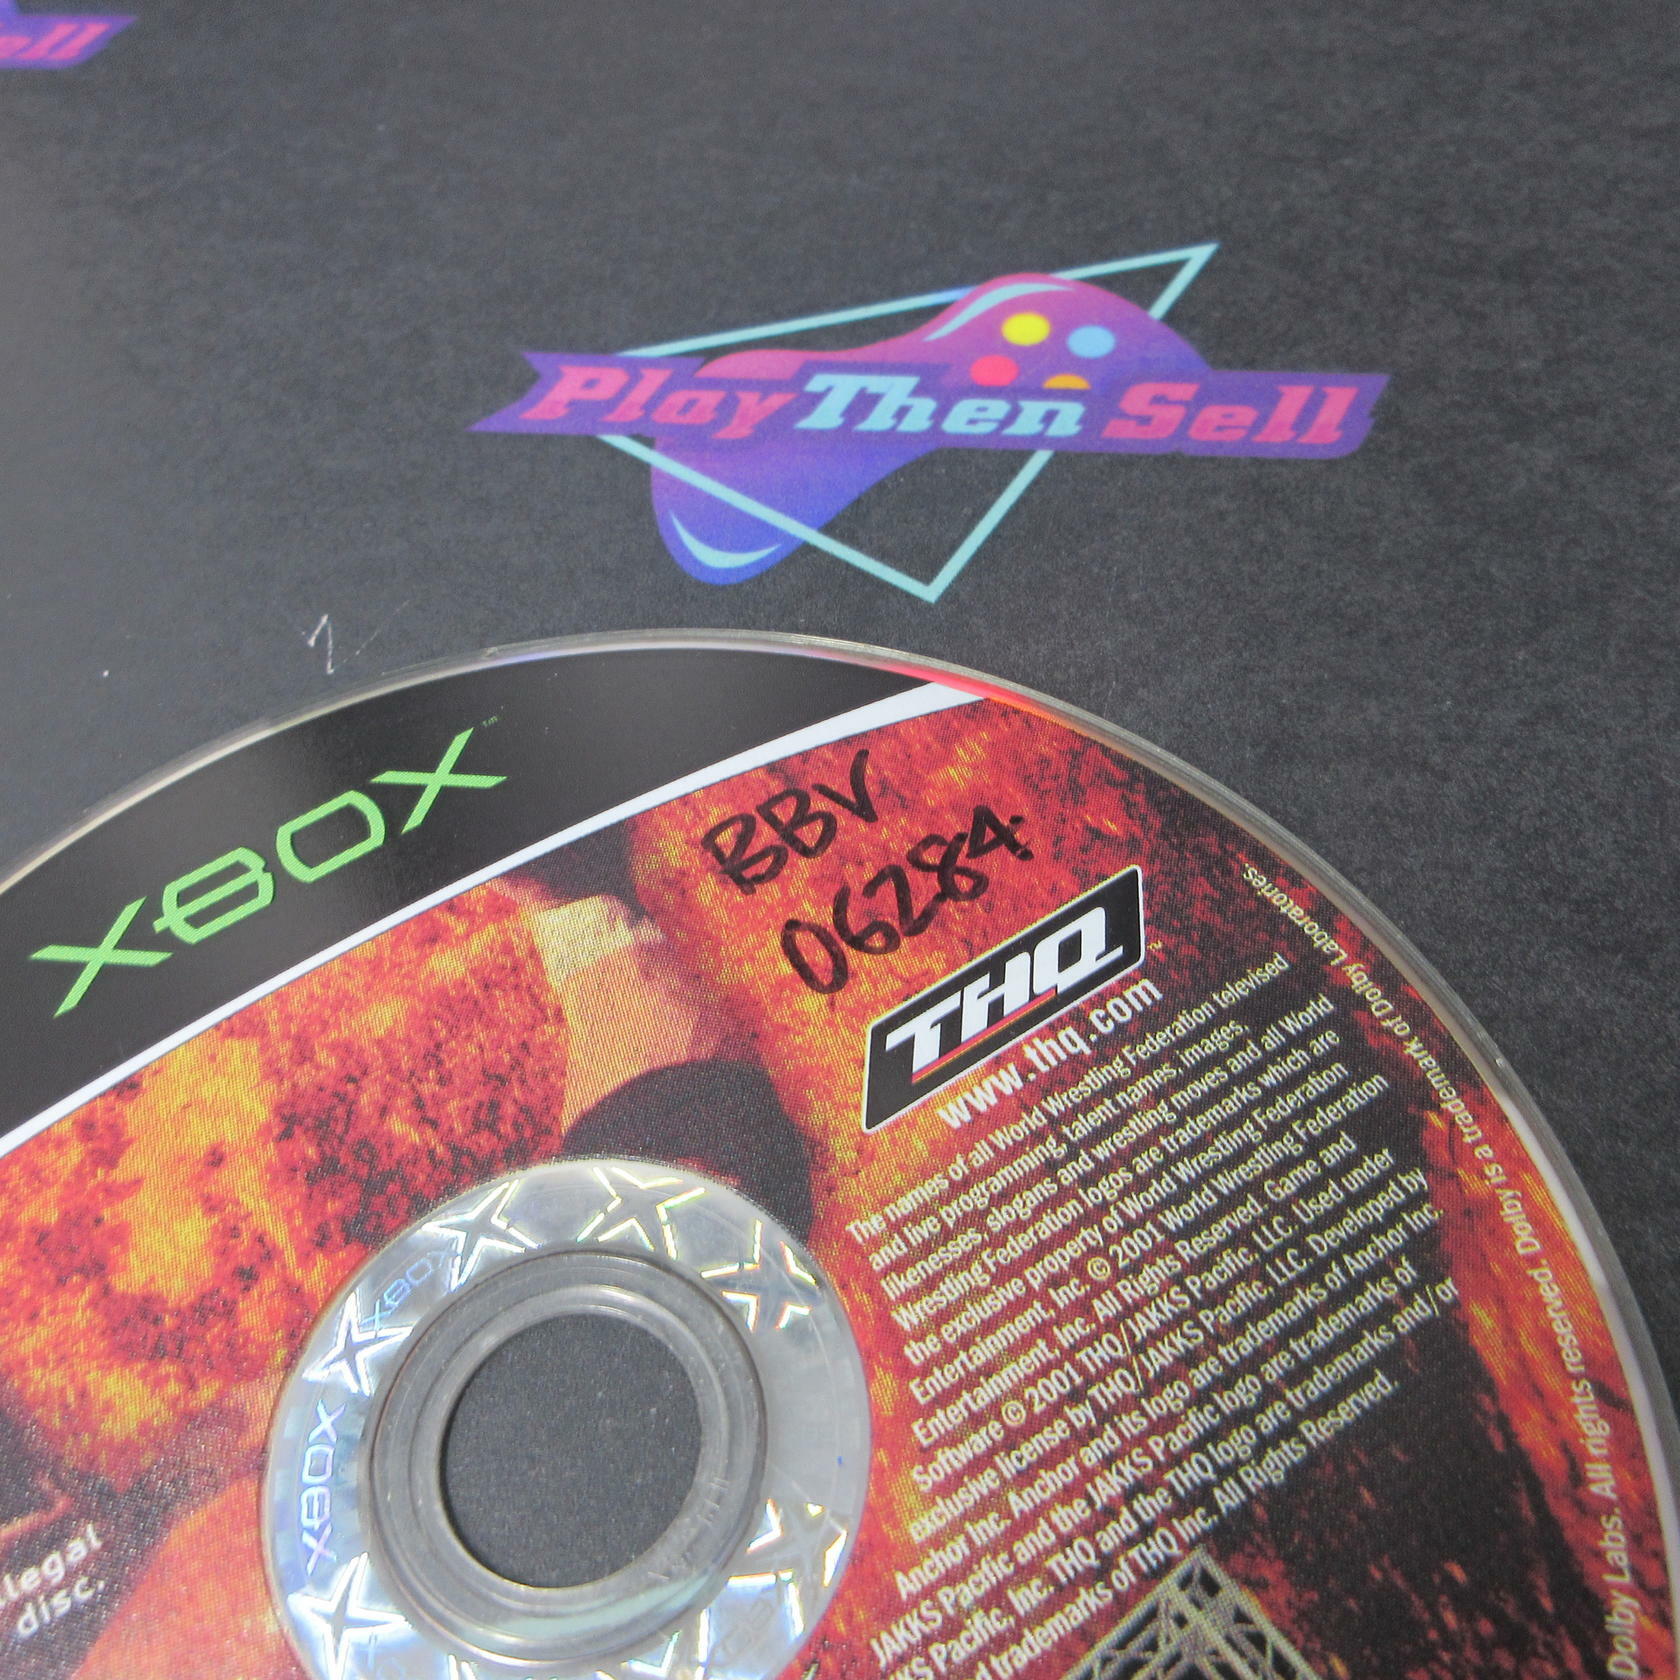 ell
Play Then Sell
XBOX™
BBV
06284
THQ™
www.thq.com
The names of all World Wrestling Federation televised
and live programming, talent names, images,
likenesses, slogans and wrestling moves and all World
Wrestling Federation logos are trademarks which are
the exclusive property of World Wrestling Federation
Entertainment, Inc. © 2001 World Wrestling Federation
Entertainment, Inc. All Rights Reserved. Game and
Software © 2001 THQ/JAKKS Pacific, LLC. Used under
exclusive license by THQ/JAKKS Pacific, LLC. Developed by
Anchor Inc. Anchor and its logo are trademarks of Anchor Inc.
JAKKS Pacific and the JAKKS Pacific logo are trademarks of
KS Pacific, Inc. THQ and the THQ logo are trademarks and/or
d trademarks of THQ Inc. All Rights Reserved.
Dolby Labs. All rights reserved. Dolby is a trademark of Dolby Laboratories.
XBOX
XBOX
llegal
disc.